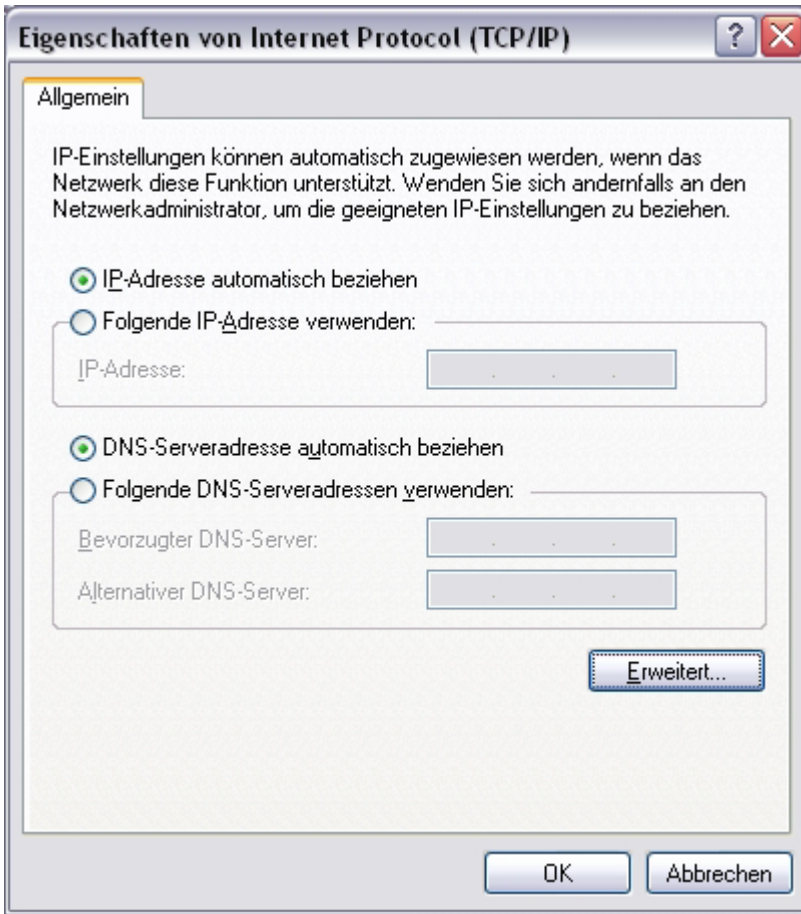 Eigenschaften von Internet Protocol (TCP/IP)
Allgemein
IP-Einstellungen können automatisch zugewiesen werden, wenn das
Netzwerk diese Funktion unterstützt. Wenden Sie sich andernfalls an den
Netzwerkadministrator, um die geeigneten IP-Einstellungen zu beziehen.
IP-Adresse automatisch beziehen
Folgende IP-Adresse verwenden:
IP-Adresse:
DNS-Serveradresse automatisch beziehen
Folgende DNS-Serveradressen verwenden:
Bevorzugter DNS-Server:
Alternativer DNS-Server:
Erweitert...
OK Abbrechen